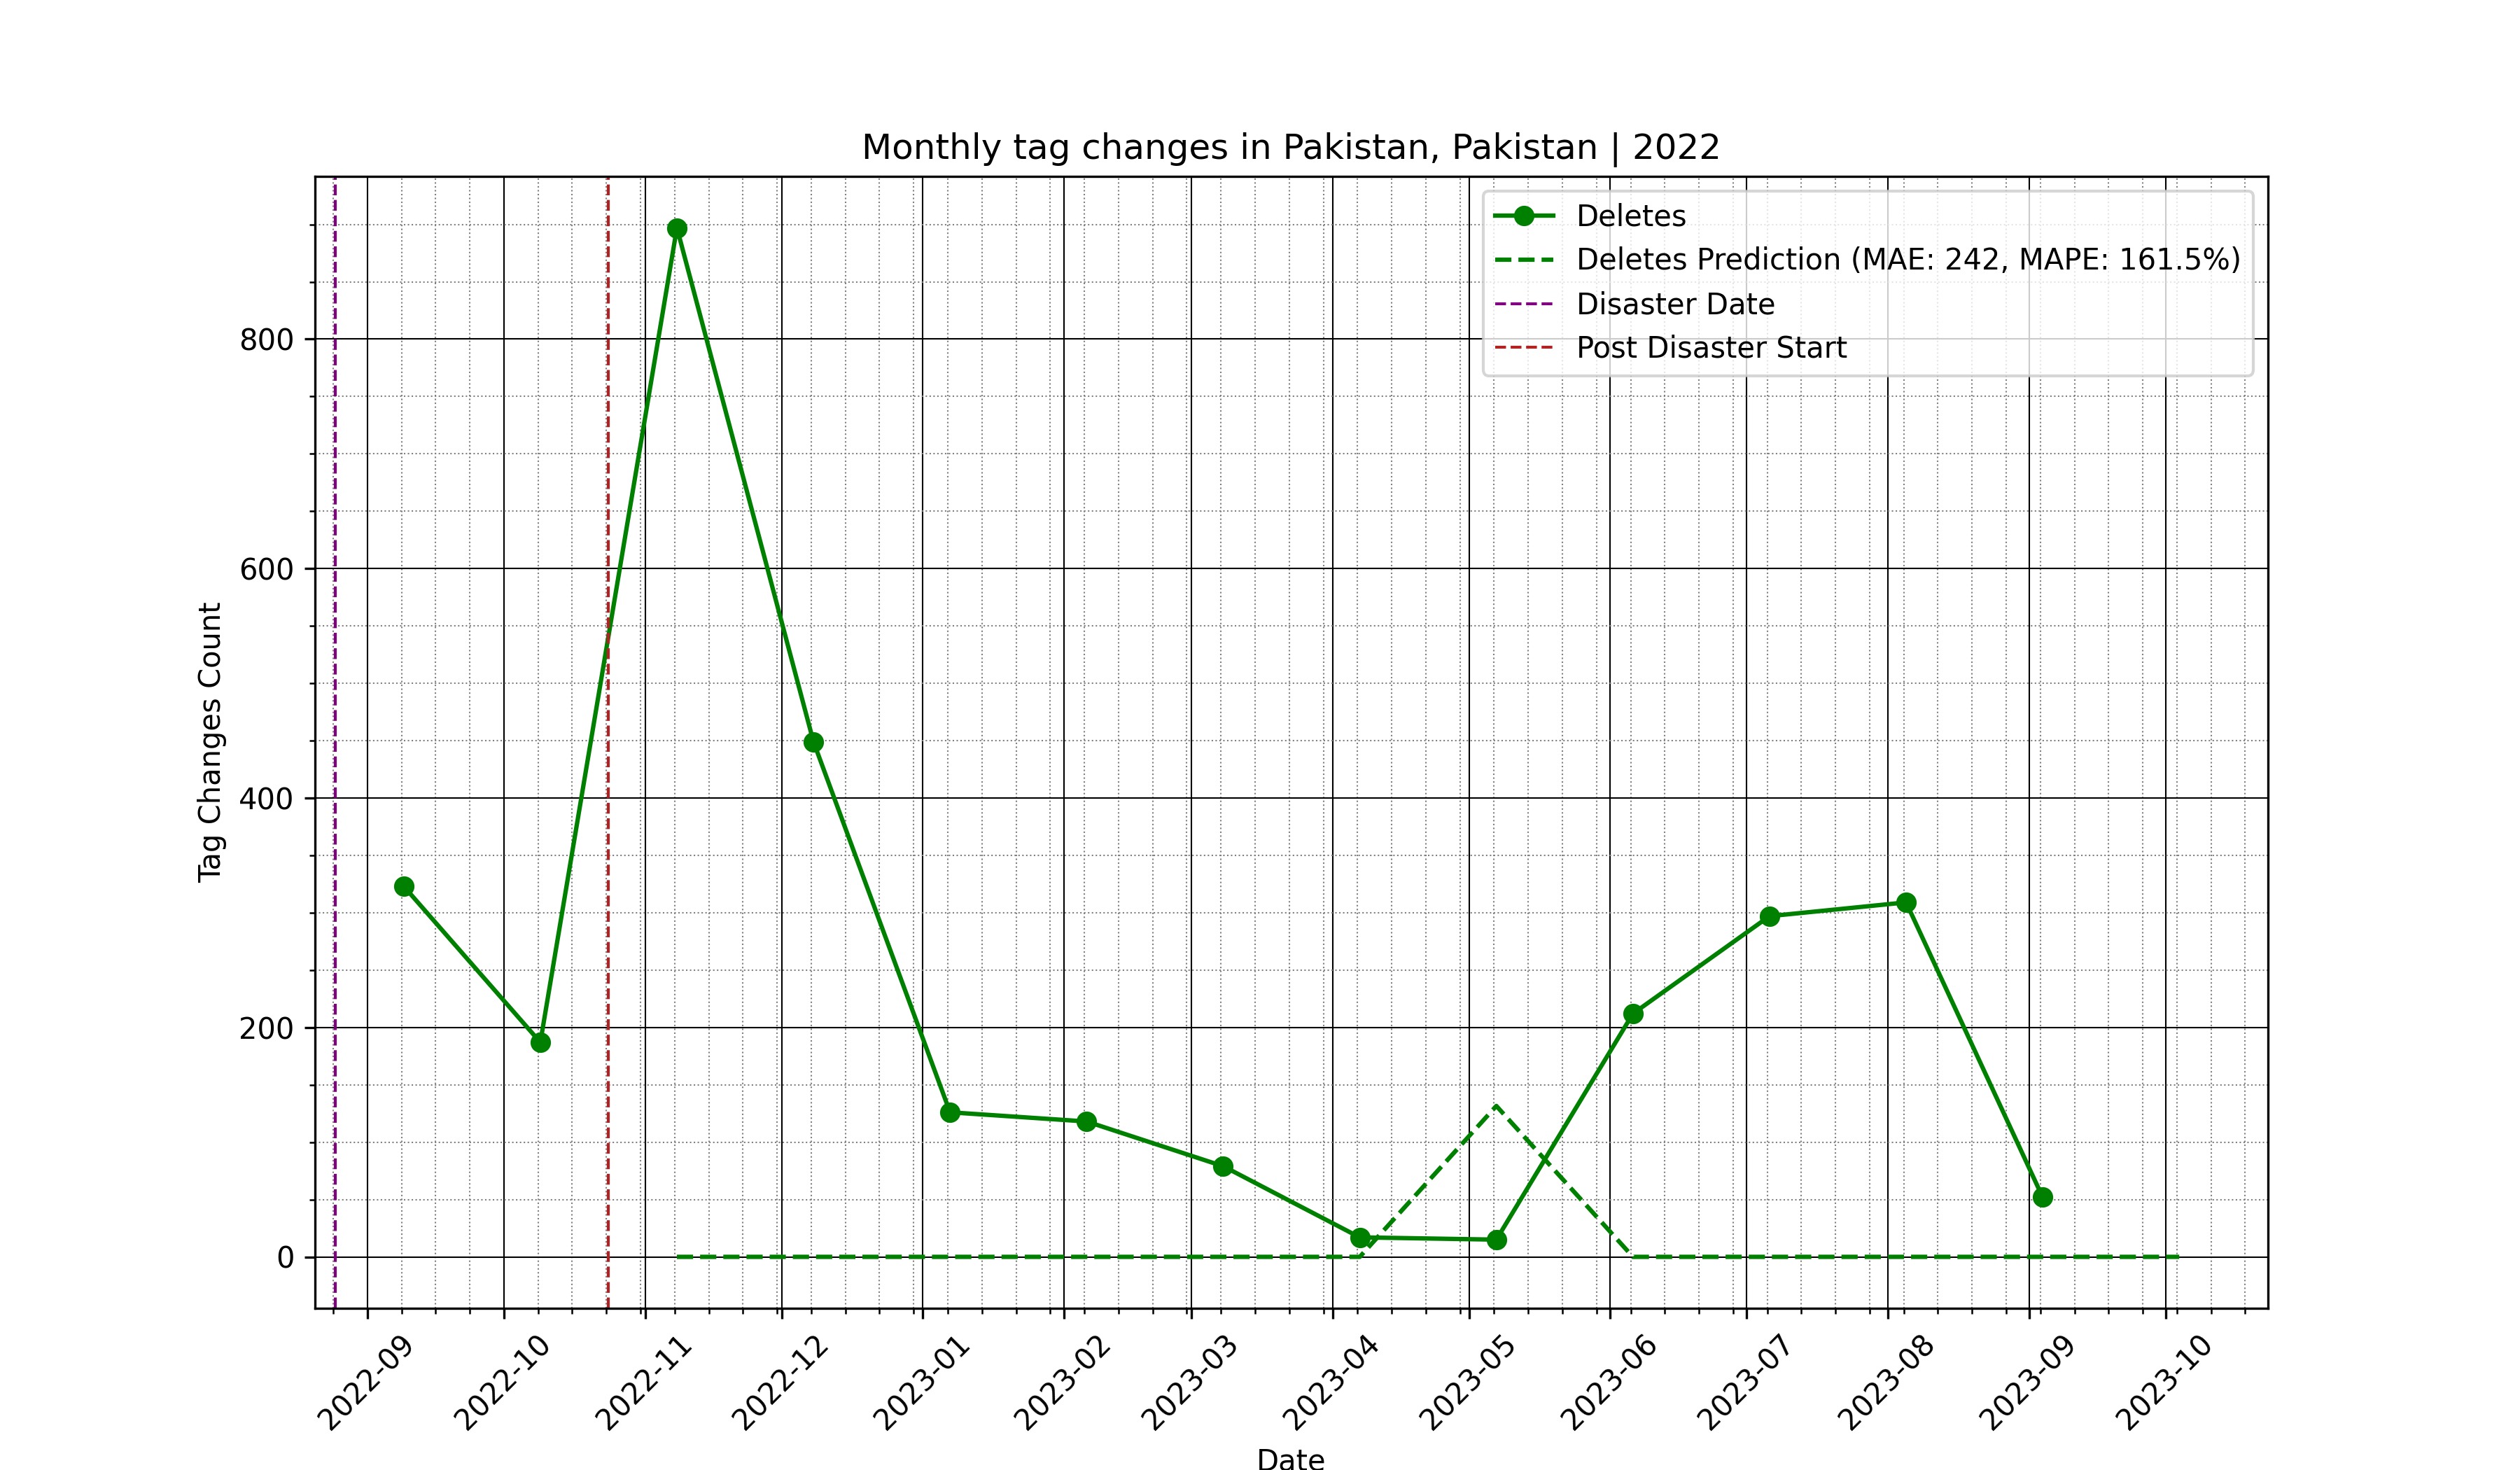 Monthly tag changes in Pakistan, Pakistan | 2022
Deletes
Deletes Prediction (MAE: 242, MAPE: 161.5%)
Disaster Date
Post Disaster Start
Tag Changes Count
800
600
400
200
0
2022-09
2022-10
2022-11
2022-12
2023-01
2023-02
2023-03
2023-04
2023-05
2023-06
2023-07
2023-08
2023-09
2023-10
Date